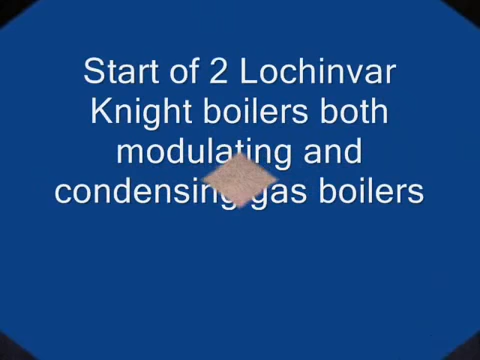 Start of 2 Lochinvar
Knight boilers both
modulating and
condensing gas boilers